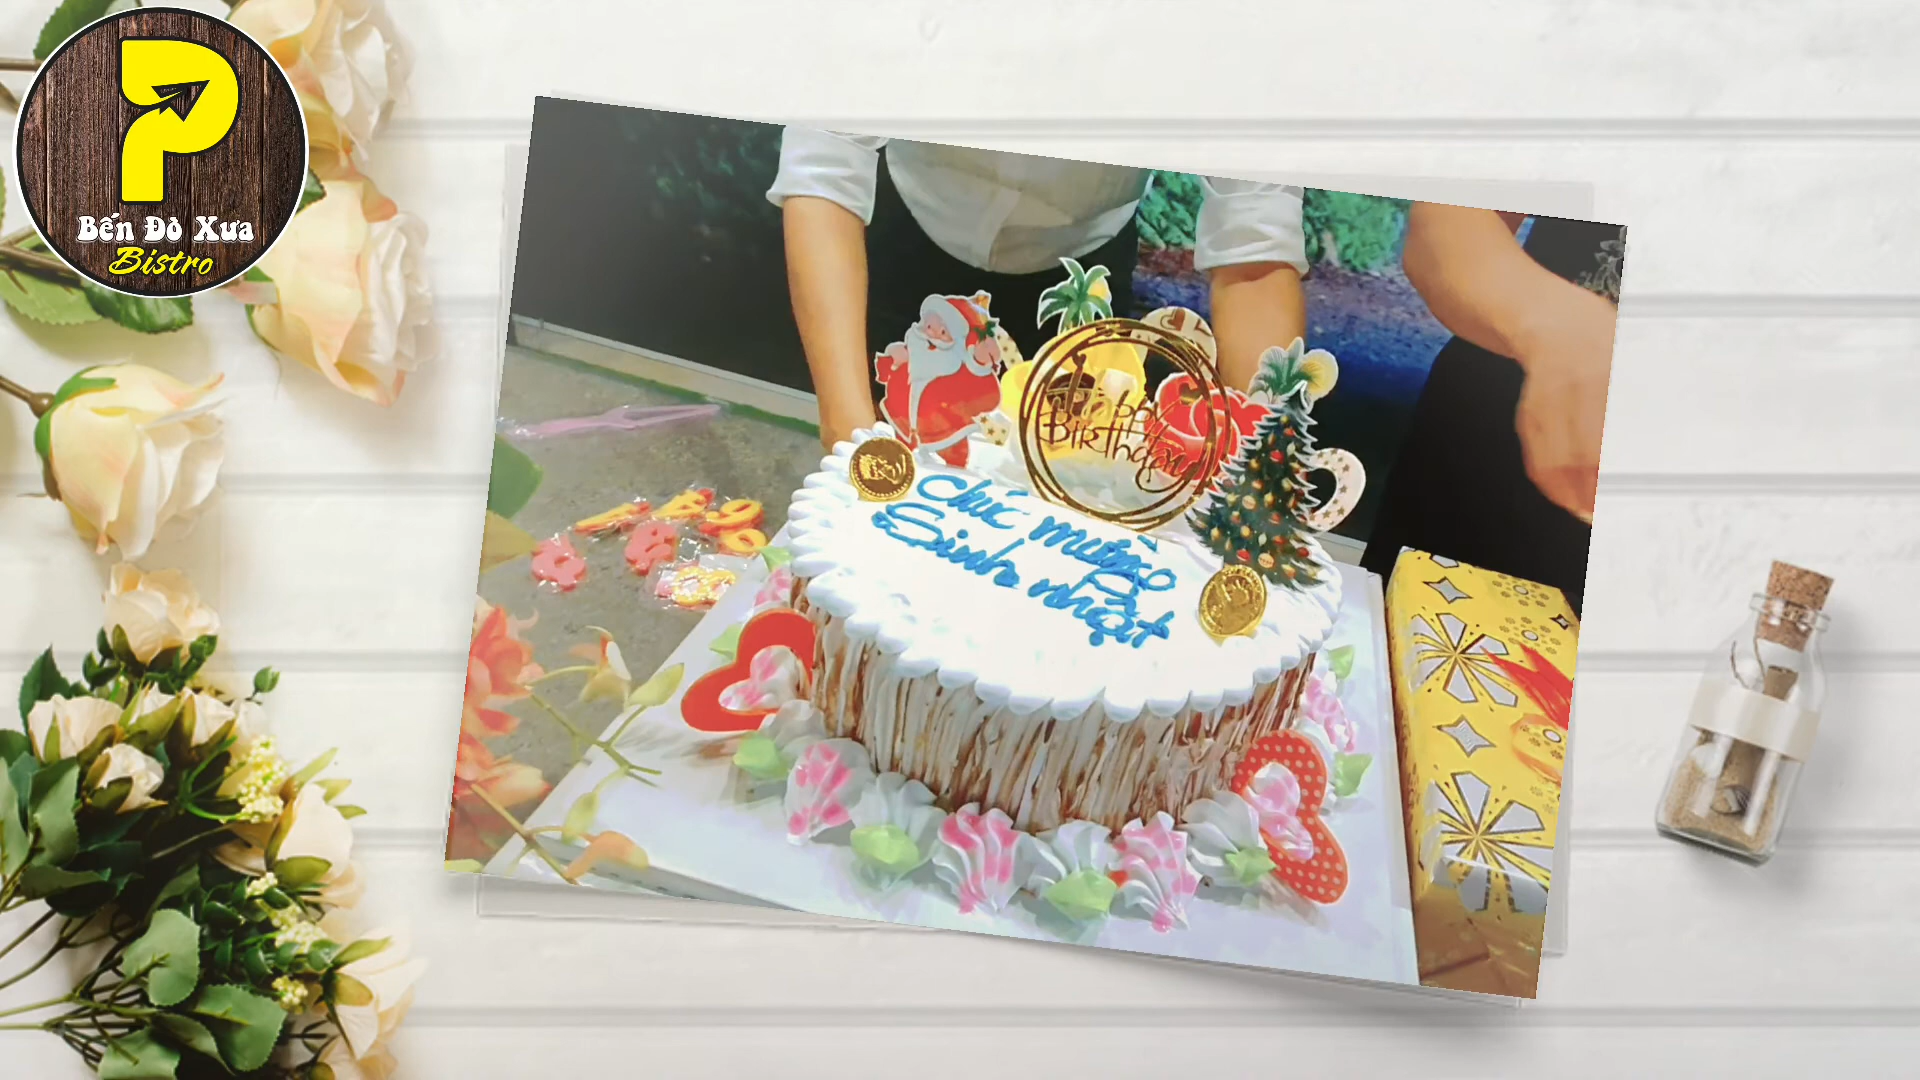 Bến Đò Xưa
Bistro
Happy
Birthday
Chúc mừng
Sinh nhật